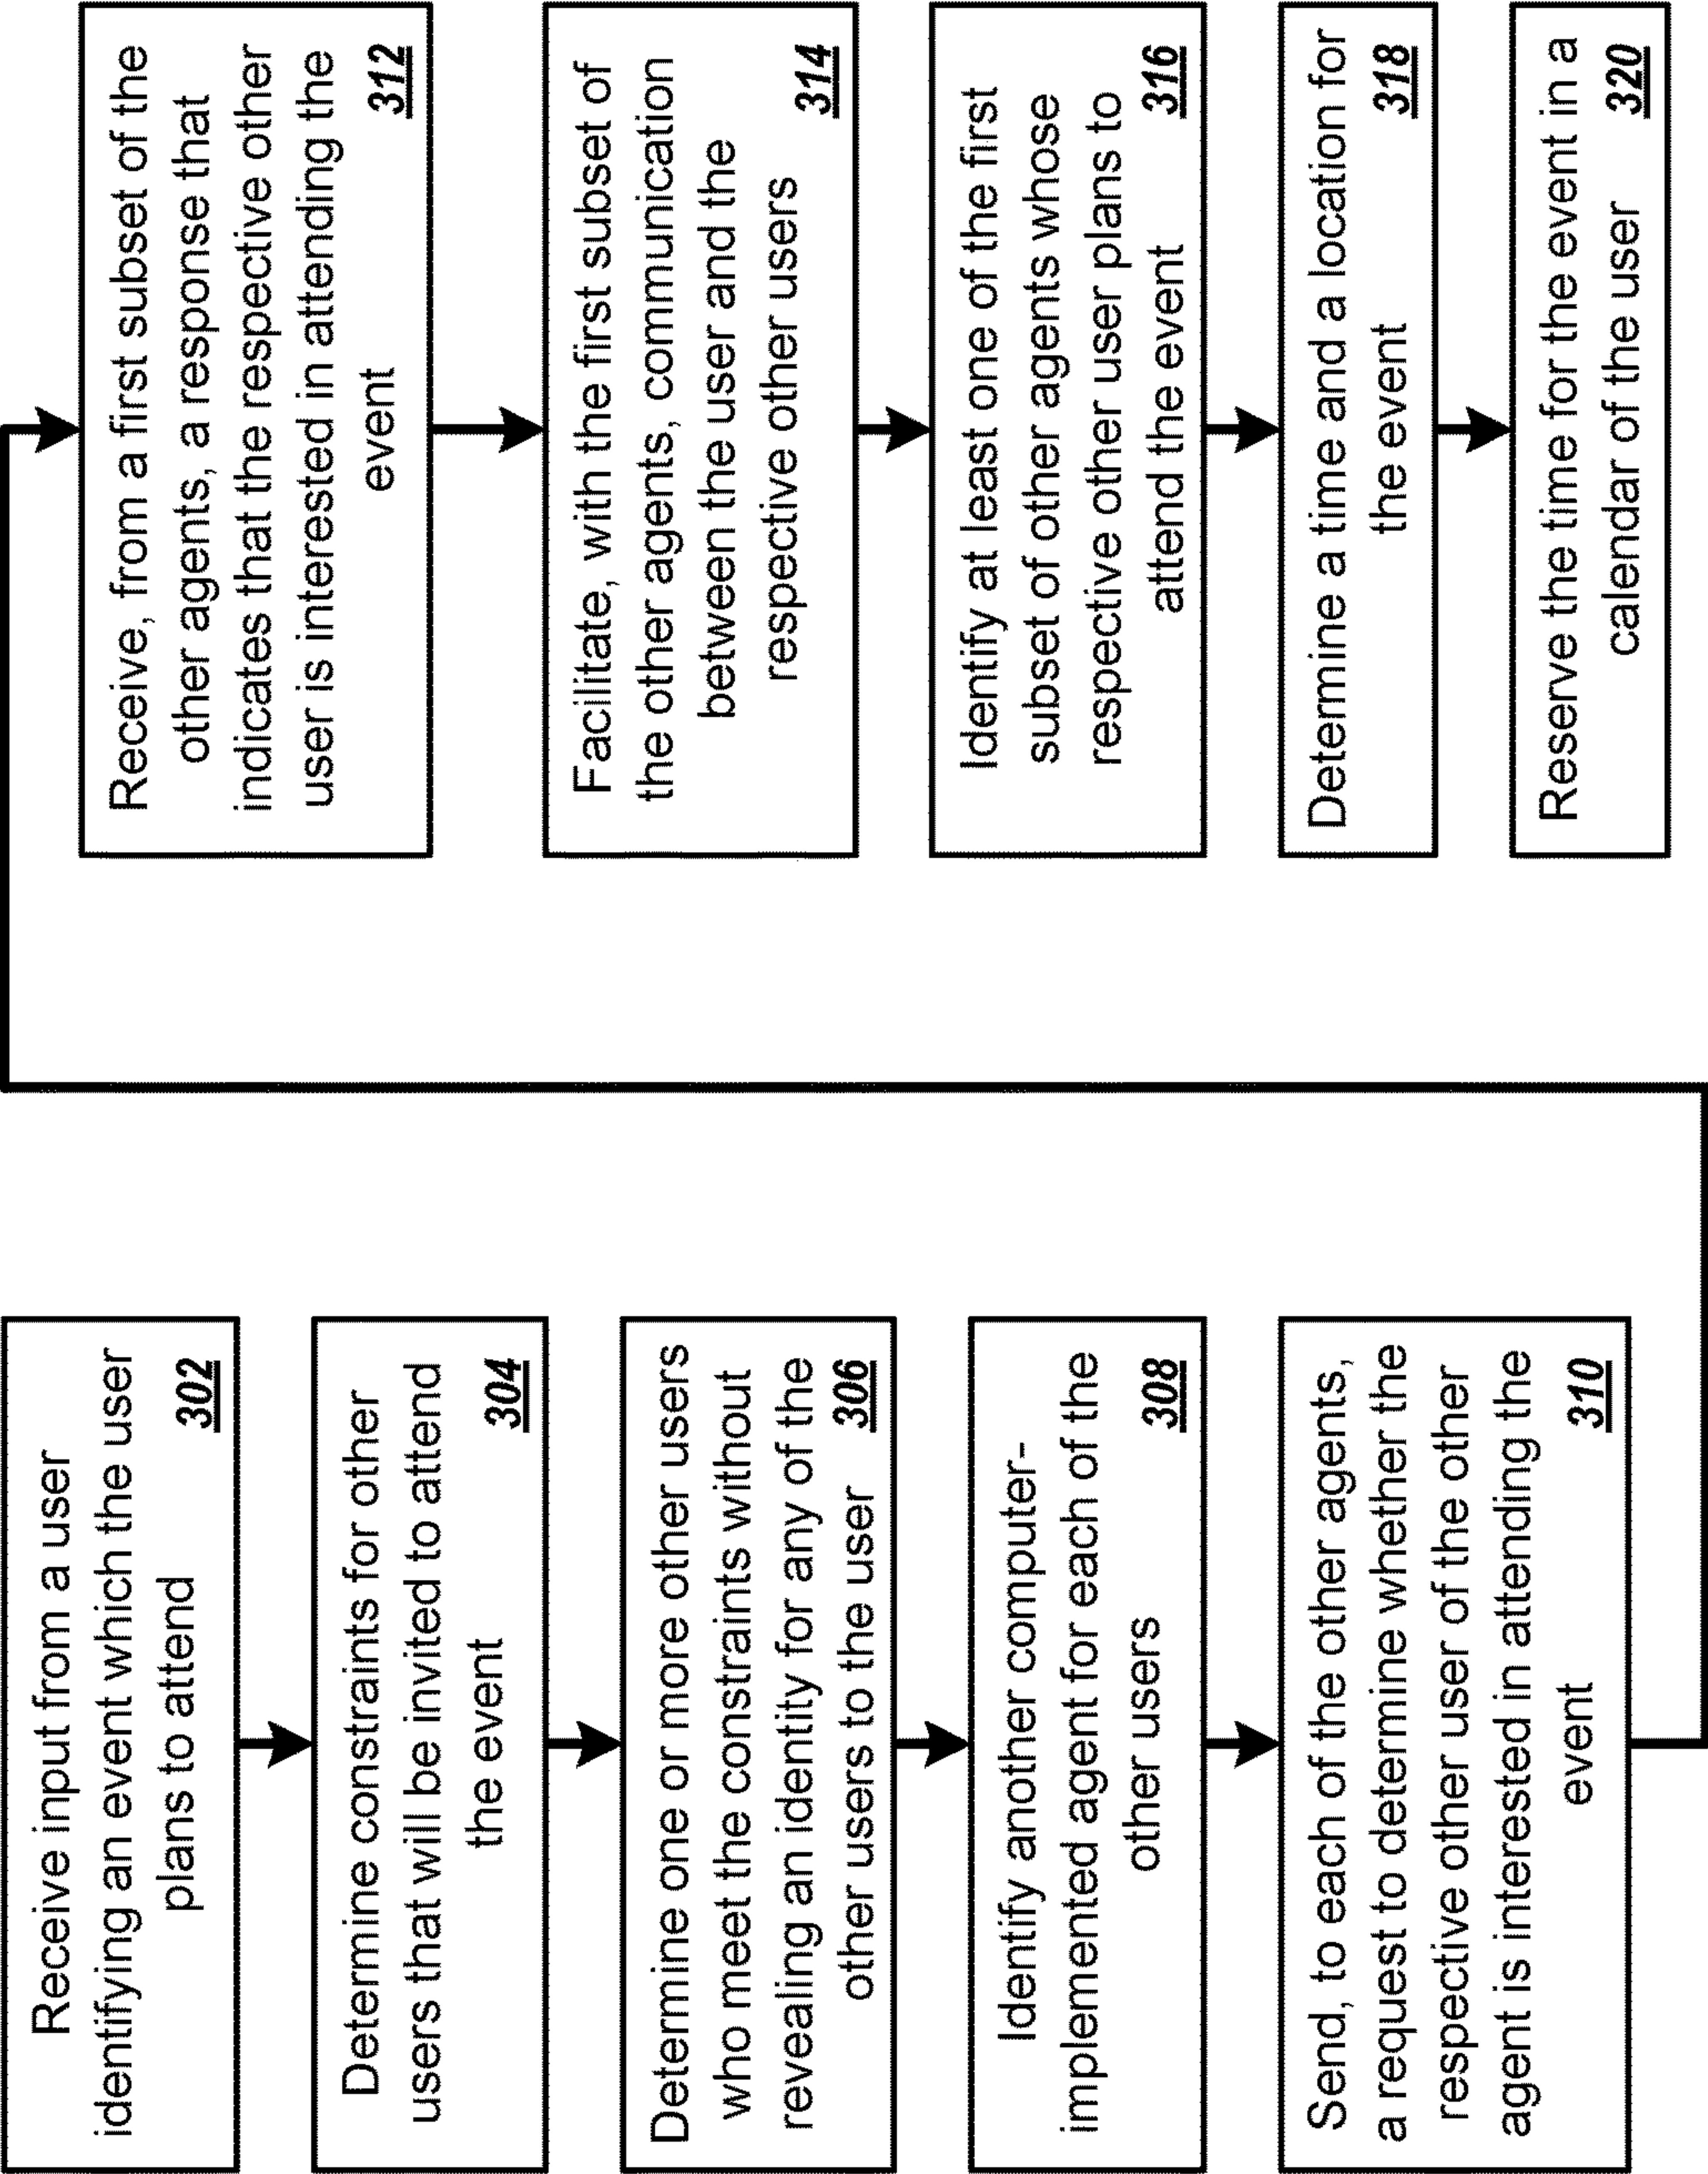 Receive input from a user
identifying an event which the user
plans to attend
302
Determine constraints for other
users that will be invited to attend
the event
304
Determine one or more other users
who meet the constraints without
revealing an identity for any of the
other users to the user
306
Identify another computer-
implemented agent for each of the
other users
308
Send, to each of the other agents,
a request to determine whether the
respective other user of the other
agent is interested in attending the
event
310
Receive, from a first subset of the
other agents, a response that
indicates that the respective other
user is interested in attending the
event
312
Facilitate, with the first subset of
the other agents, communication
between the user and the
respective other users
314
Identify at least one of the first
subset of other agents whose
respective other user plans to
attend the event
316
Determine a time and a location for
the event
318
Reserve the time for the event in a
calendar of the user
320